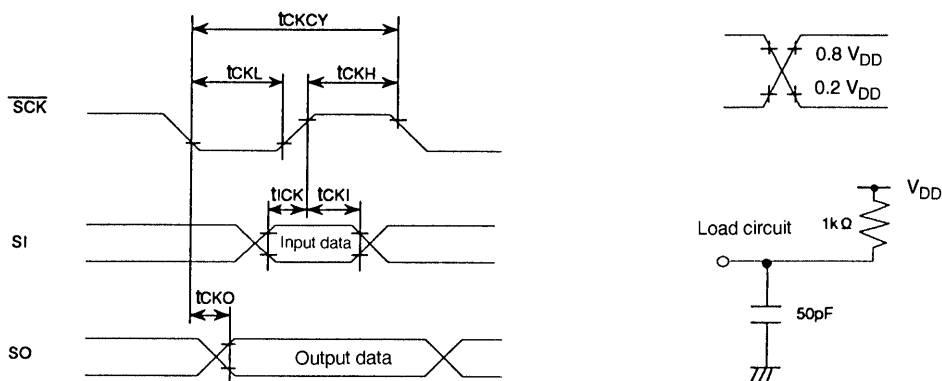 tCKCY
tCKL
tCKH
SCK
tICK
tCKI
SI
Input data
tCKO
SO
Output data
0.8 VDD
0.2 VDD
VDD
1kΩ
Load circuit
50pF